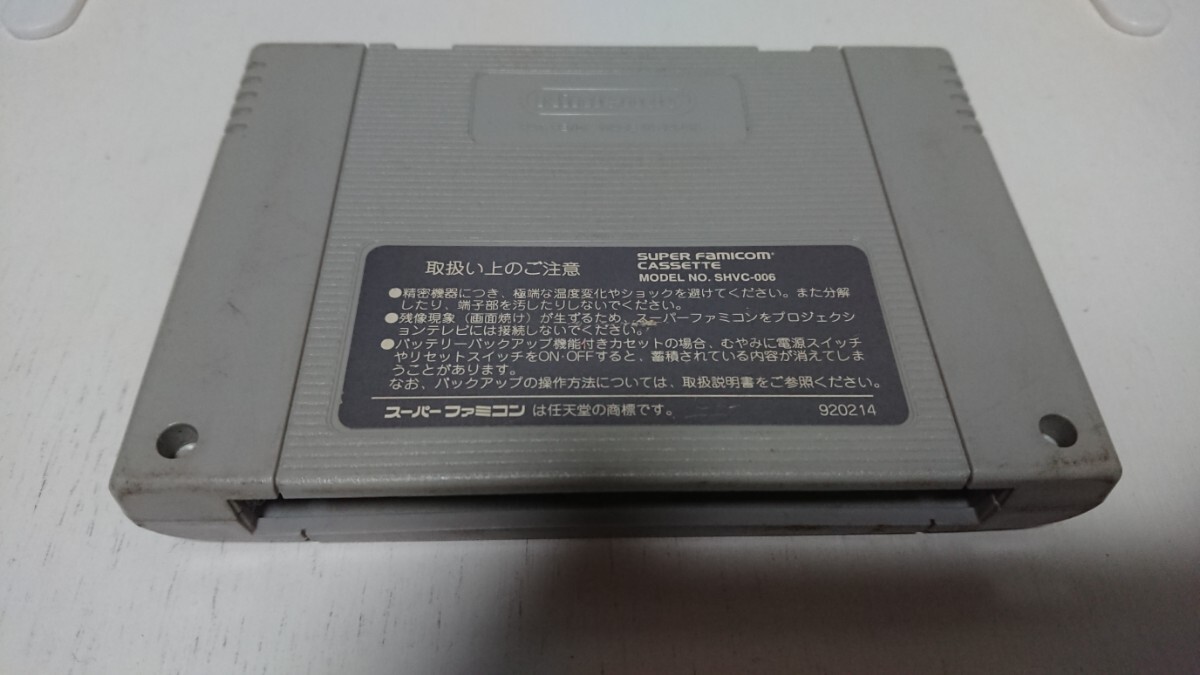 Nintendo
取扱い上のご注意
SUPER FAMICOM
CASSETTE
MODEL NO. SHVC-006
●精密機器につき、極端な温度変化やショックを避けてください。また分解
したり、端子部を汚したりしないでください。
●残像現象（画面焼け）が生ずるため、スーパーファミコンをプロジェクシ
ョンテレビには接続しないでください。
●バッテリーバックアップ機能付きカセットの場合、むやみに電源スイッチ
やリセットスイッチをON・OFFすると、蓄積されている内容が消えてしま
うことがあります。
なお、バックアップの操作方法については、取扱説明書をご参照ください。
スーパーファミコン は任天堂の商標です。
920214